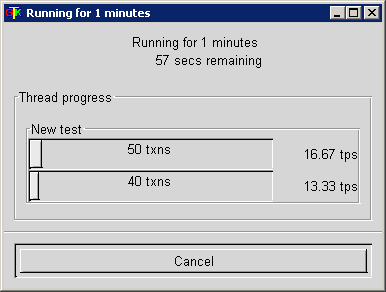 Running for 1 minutes
Running for 1 minutes
57 secs remaining
Thread progress
New test
50 txns
16.67 tps
40 txns
13.33 tps
Cancel